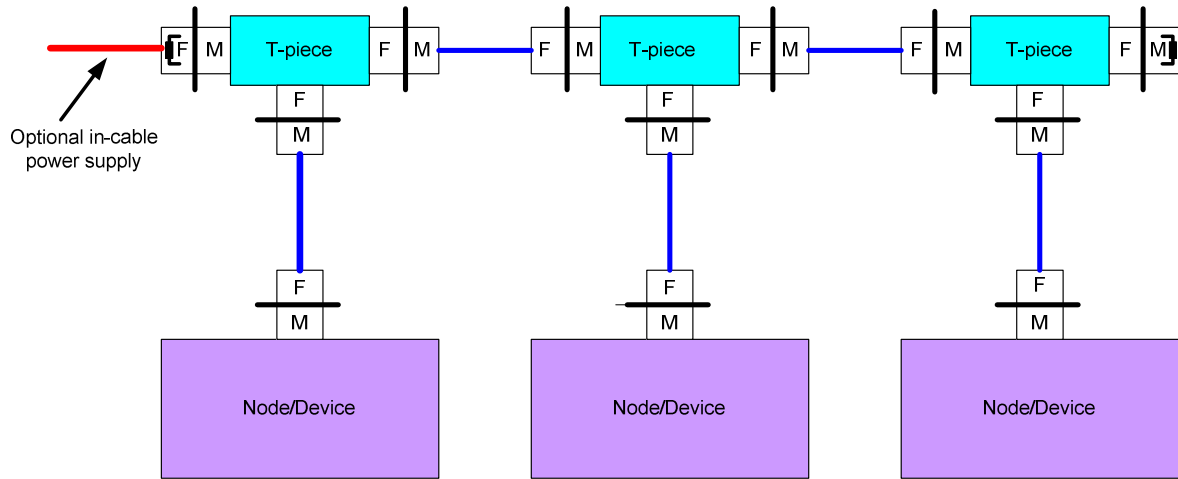 F M T-piece F M F M T-piece F M F M T-piece F M
F F F
M M M
Optional in-cable
power supply
F F F
M M M
Node/Device Node/Device Node/Device